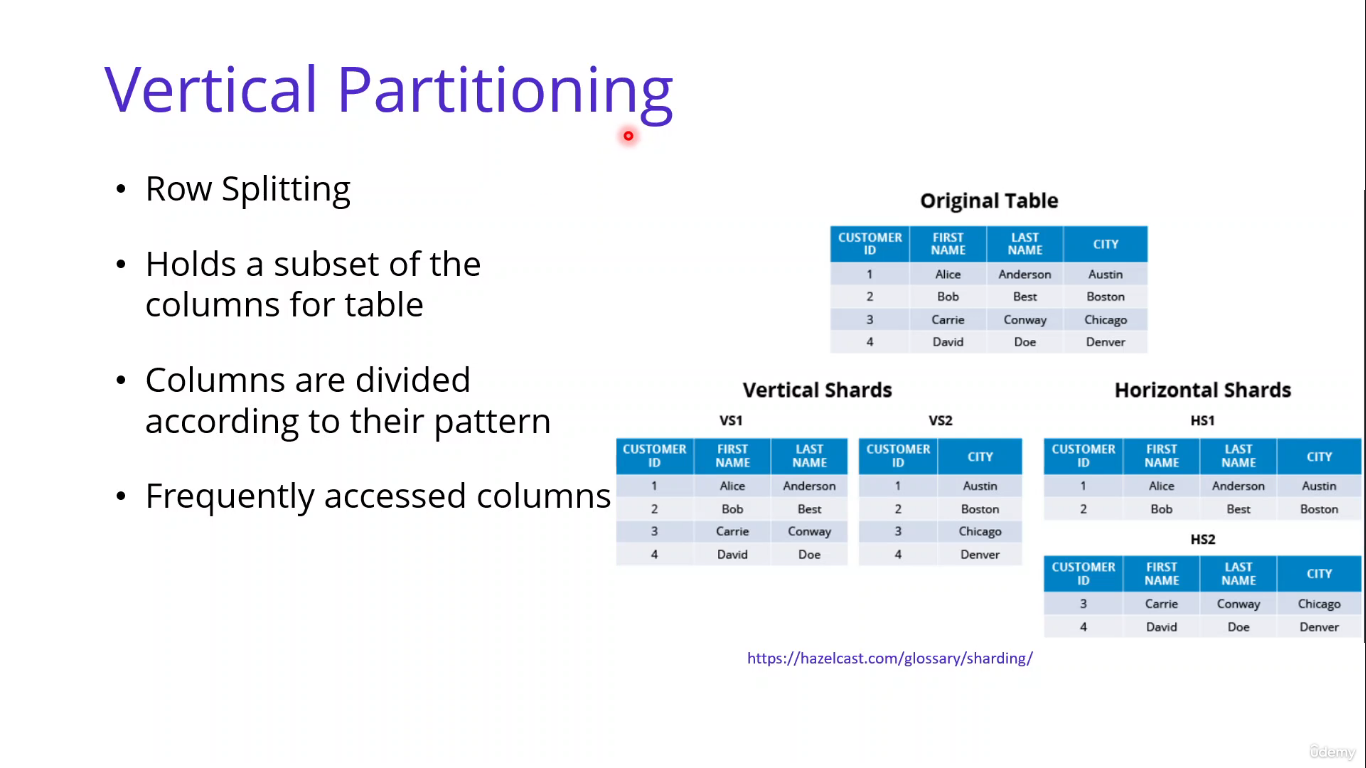 Vertical Partitioning
• Row Splitting
• Holds a subset of the
columns for table
• Columns are divided
according to their pattern
• Frequently accessed columns
Original Table
CUSTOMER ID FIRST NAME LAST NAME CITY
1 Alice Anderson Austin
2 Bob Best Boston
3 Carrie Conway Chicago
4 David Doe Denver
Vertical Shards
VS1
CUSTOMER ID FIRST NAME LAST NAME
1 Alice Anderson
2 Bob Best
3 Carrie Conway
4 David Doe
VS2
CUSTOMER ID CITY
1 Austin
2 Boston
3 Chicago
4 Denver
Horizontal Shards
HS1
CUSTOMER ID FIRST NAME LAST NAME CITY
1 Alice Anderson Austin
2 Bob Best Boston
HS2
CUSTOMER ID FIRST NAME LAST NAME CITY
3 Carrie Conway Chicago
4 David Doe Denver
https://hazelcast.com/glossary/sharding/
ûdemy